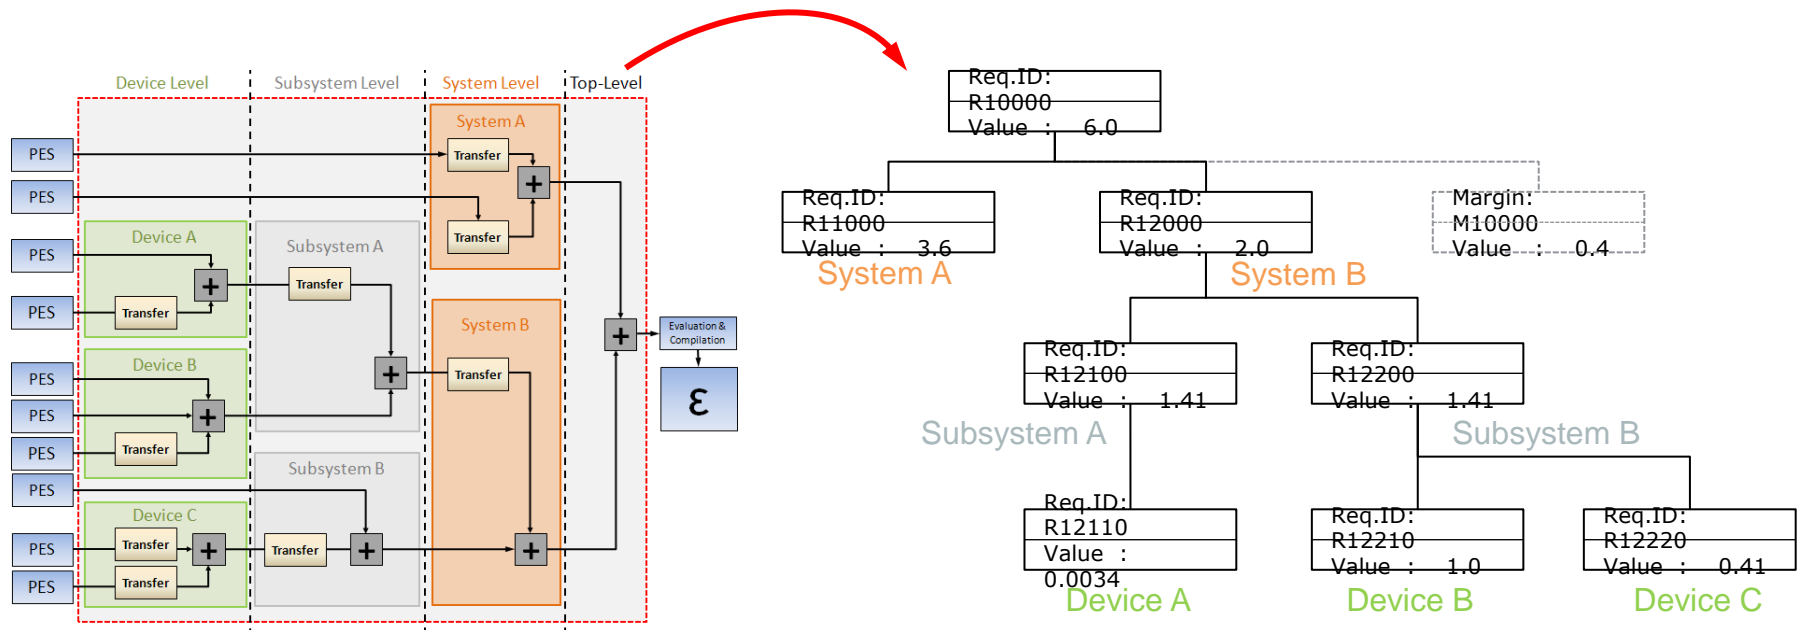 Device Level
Subsystem Level
System Level
Top-Level
System A
PES
Transfer
+
PES
Transfer
Device A
PES
+
PES
Transfer
Subsystem A
Transfer
+
Device B
PES
PES
+
PES
Transfer
System B
Transfer
+
+
Evaluation &
Compilation
ε
PES
Subsystem B
Transfer
+
Device C
PES
Transfer
+
PES
Transfer
Req.ID:
R10000
Value : 6.0
Req.ID:
R11000
Value : 3.6
System A
Req.ID:
R12000
Value : 2.0
System B
Margin:
M10000
Value : 0.4
Req.ID:
R12100
Value : 1.41
Subsystem A
Req.ID:
R12200
Value : 1.41
Subsystem B
Req.ID:
R12110
Value :
0.0034
Device A
Req.ID:
R12210
Value : 1.0
Device B
Req.ID:
R12220
Value : 0.41
Device C